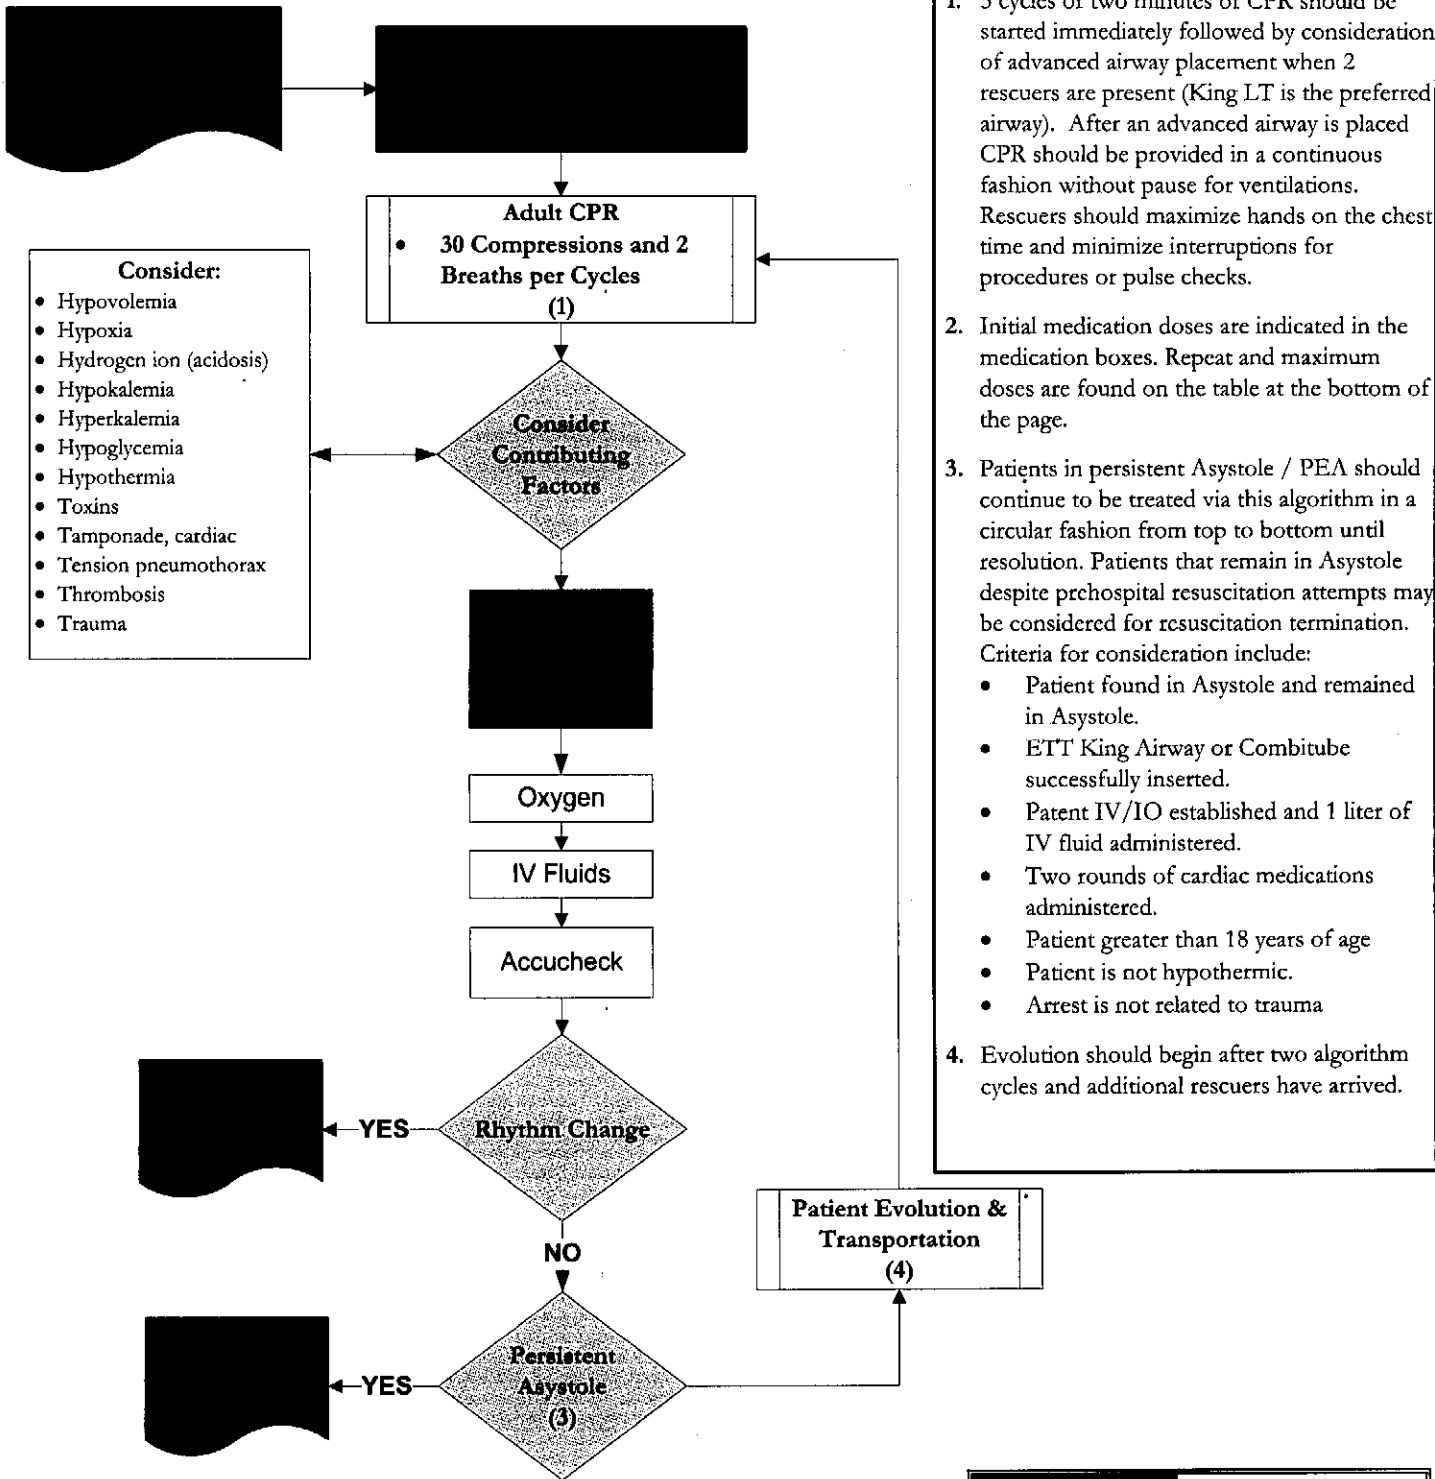 Adult CPR
• 30 Compressions and 2
Breaths per Cycles
(1)
Consider:
• Hypovolemia
• Hypoxia
• Hydrogen ion (acidosis)
• Hypokalemia
• Hyperkalemia
• Hypoglycemia
• Hypothermia
• Toxins
• Tamponade, cardiac
• Tension pneumothorax
• Thrombosis
• Trauma
Consider
Contributing
Factors
Oxygen
IV Fluids
Accucheck
Rhythm Change
YES
NO
Persistent
Asystole
(3)
YES
Patient Evolution &
Transportation
(4)
1. 5 cycles of two minutes of CPR should be
started immediately followed by consideration
of advanced airway placement when 2
rescuers are present (King LT is the preferred
airway). After an advanced airway is placed
CPR should be provided in a continuous
fashion without pause for ventilations.
Rescuers should maximize hands on the chest
time and minimize interruptions for
procedures or pulse checks.
2. Initial medication doses are indicated in the
medication boxes. Repeat and maximum
doses are found on the table at the bottom of
the page.
3. Patients in persistent Asystole / PEA should
continue to be treated via this algorithm in a
circular fashion from top to bottom until
resolution. Patients that remain in Asystole
despite prehospital resuscitation attempts may
be considered for resuscitation termination.
Criteria for consideration include:
• Patient found in Asystole and remained
in Asystole.
• ETT King Airway or Combitube
successfully inserted.
• Patent IV/IO established and 1 liter of
IV fluid administered.
• Two rounds of cardiac medications
administered.
• Patient greater than 18 years of age
• Patient is not hypothermic.
• Arrest is not related to trauma
4. Evolution should begin after two algorithm
cycles and additional rescuers have arrived.